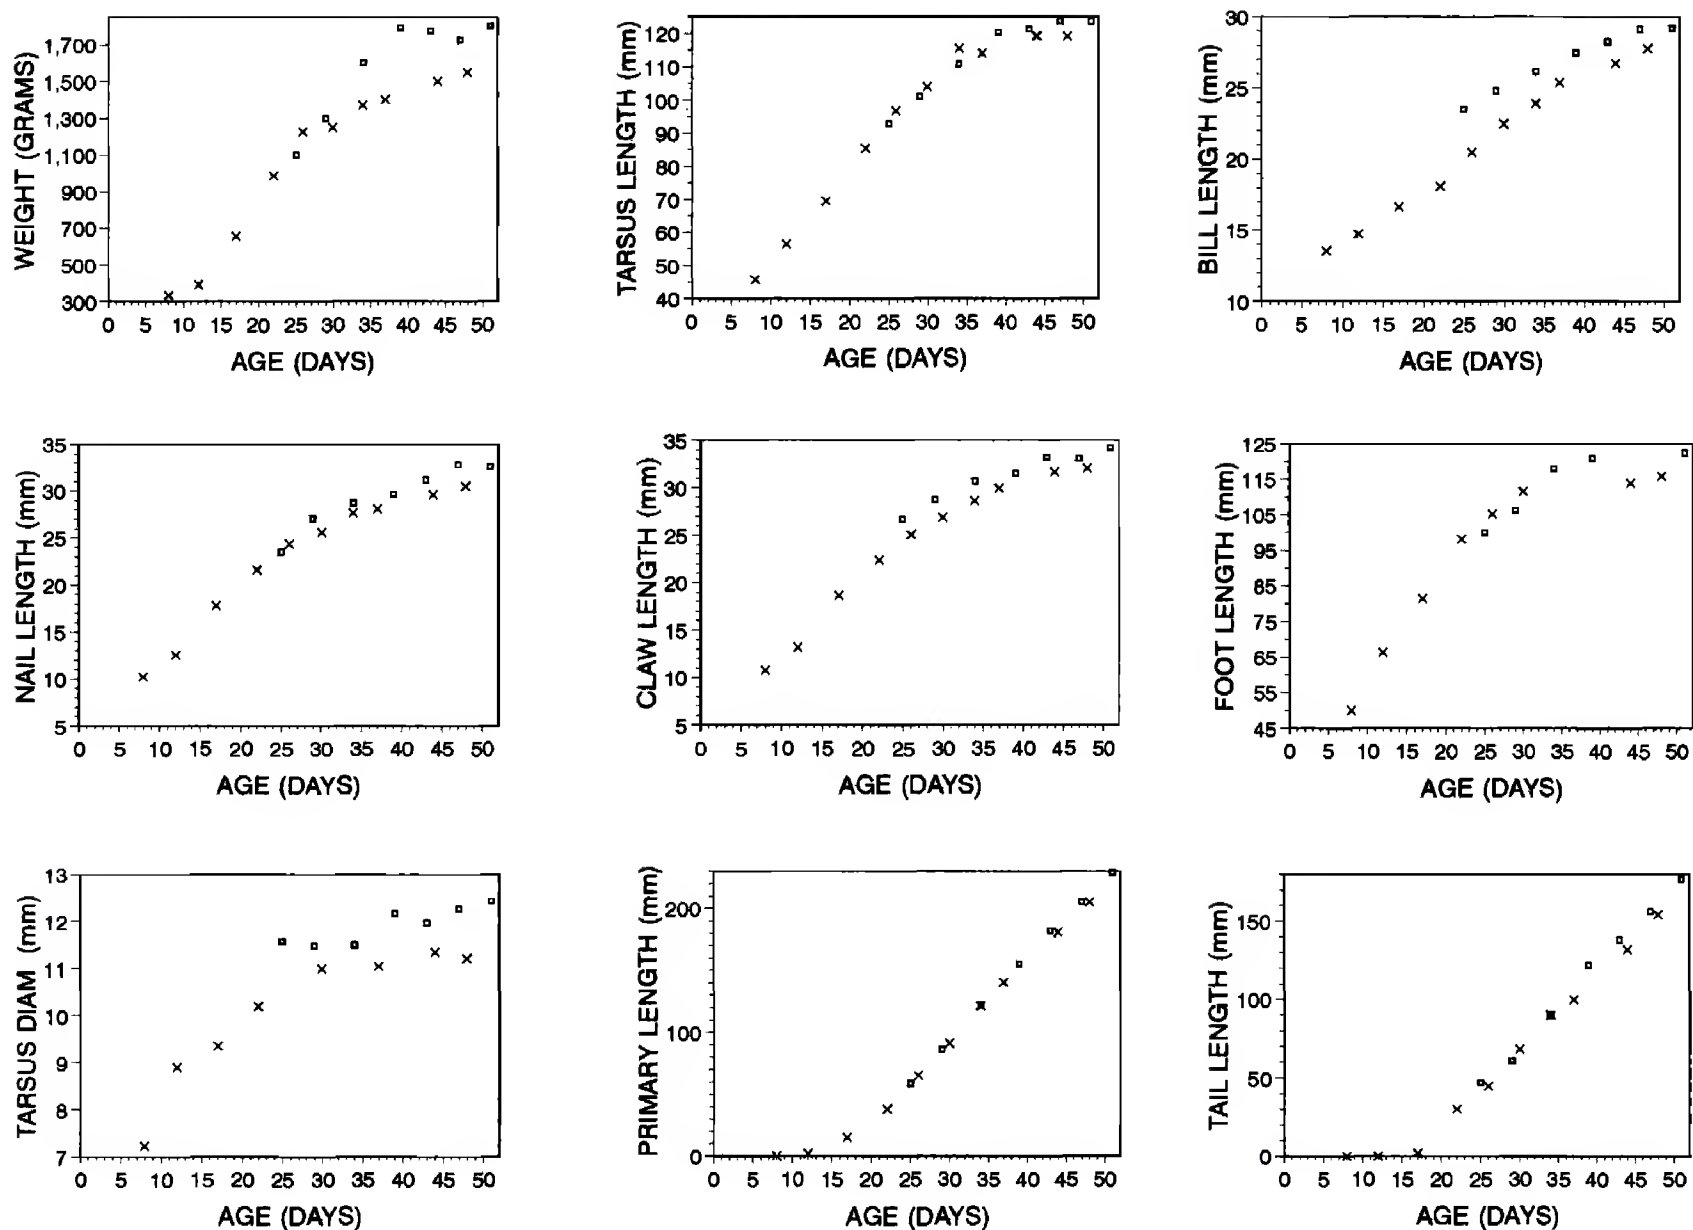 WEIGHT (GRAMS)
1,700
1,500
1,300
1,100
900
700
500
300
0 5 10 15 20 25 30 35 40 45 50
AGE (DAYS)
TARSUS LENGTH (mm)
120
110
100
90
80
70
60
50
40
0 5 10 15 20 25 30 35 40 45 50
AGE (DAYS)
BILL LENGTH (mm)
30
25
20
15
10
0 5 10 15 20 25 30 35 40 45 50
AGE (DAYS)
NAIL LENGTH (mm)
35
30
25
20
15
10
5
0 5 10 15 20 25 30 35 40 45 50
AGE (DAYS)
CLAW LENGTH (mm)
35
30
25
20
15
10
5
0 5 10 15 20 25 30 35 40 45 50
AGE (DAYS)
FOOT LENGTH (mm)
125
115
105
95
85
75
65
55
45
0 5 10 15 20 25 30 35 40 45 50
AGE (DAYS)
TARSUS DIAM (mm)
13
12
11
10
9
8
7
0 5 10 15 20 25 30 35 40 45 50
AGE (DAYS)
PRIMARY LENGTH (mm)
200
100
0
0 5 10 15 20 25 30 35 40 45 50
AGE (DAYS)
TAIL LENGTH (mm)
150
100
50
0
0 5 10 15 20 25 30 35 40 45 50
AGE (DAYS)